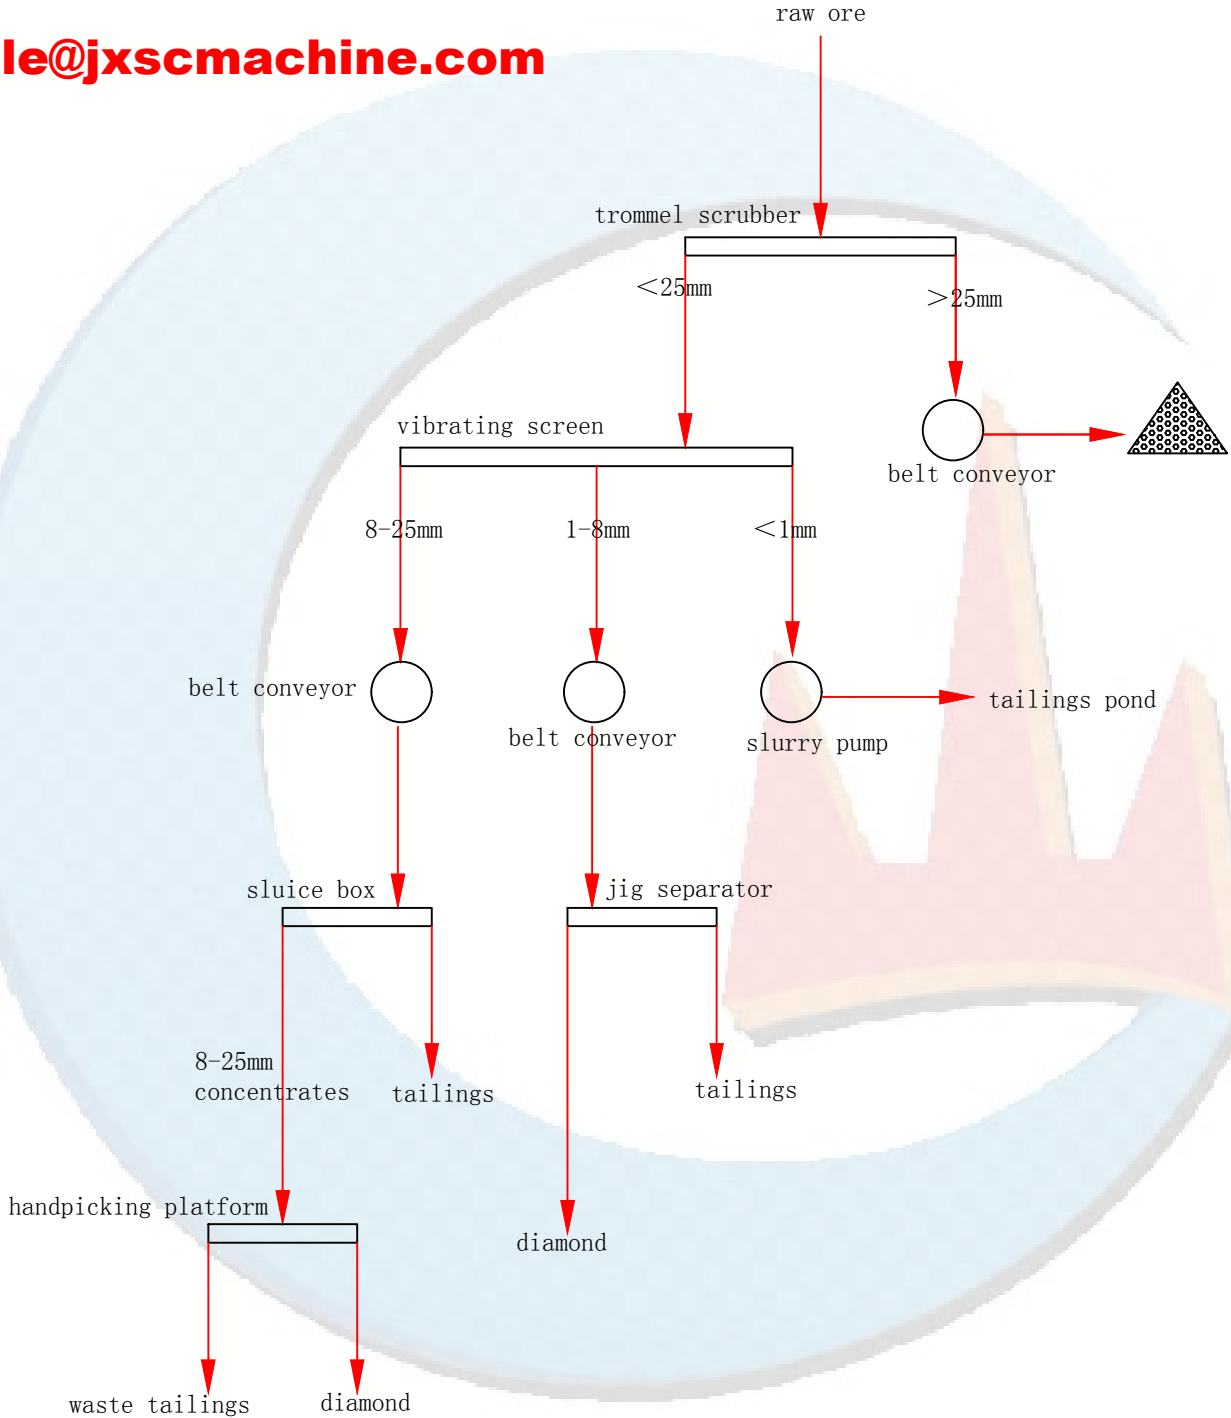 raw ore
le@jxscmachine.com
trommel scrubber
＜25mm
＞25mm
vibrating screen
belt conveyor
8-25mm
1-8mm
＜1mm
belt conveyor
belt conveyor
slurry pump
tailings pond
sluice box
jig separator
8-25mm
concentrates
tailings
tailings
handpicking platform
diamond
waste tailings
diamond